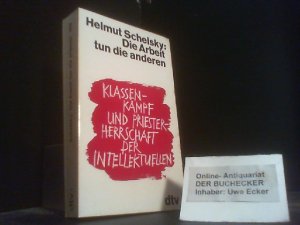 Helmut Schelsky:
Die Arbeit
tun die anderen
KLASSEN-
KAMPF
UND PRIESTER-
HERRSCHAFT
DER
INTELLEKTUELLEN
dtv
Online- Antiquariat
DER BUCHECKER
Inhaber: Uwe Ecker